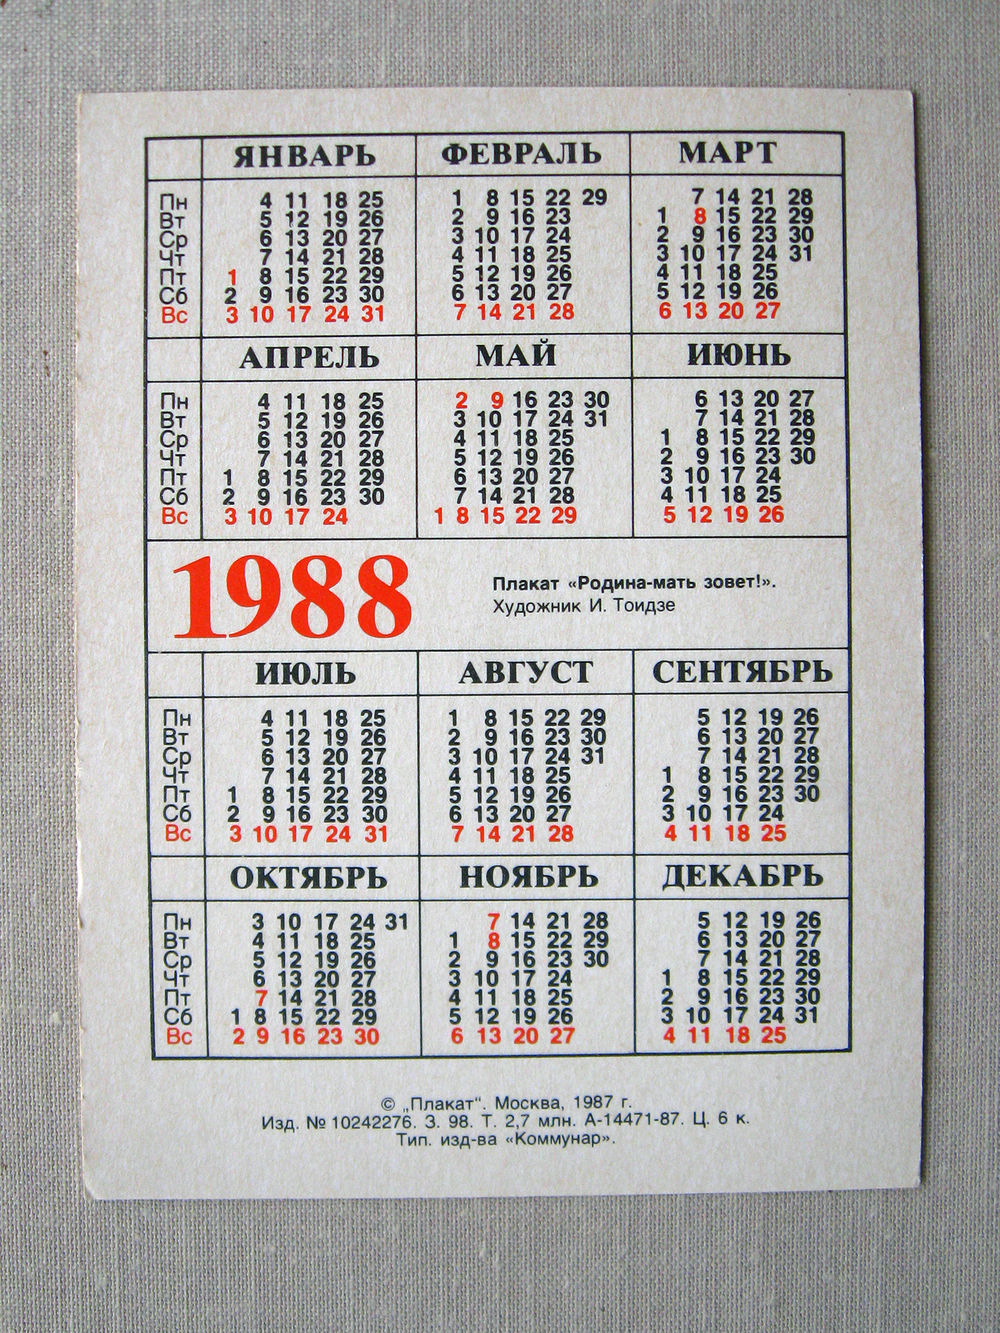 ЯНВАРЬ ФЕВРАЛЬ МАРТ
Пн 4 11 18 25 1 8 15 22 29 7 14 21 28
Вт 5 12 19 26 2 9 16 23 1 8 15 22 29
Ср 6 13 20 27 3 10 17 24 2 9 16 23 30
Чт 7 14 21 28 4 11 18 25 3 10 17 24 31
Пт 1 8 15 22 29 5 12 19 26 4 11 18 25
Сб 2 9 16 23 30 6 13 20 27 5 12 19 26
Вс 3 10 17 24 31 7 14 21 28 6 13 20 27
АПРЕЛЬ МАЙ ИЮНЬ
Пн 4 11 18 25 2 9 16 23 30 6 13 20 27
Вт 5 12 19 26 3 10 17 24 31 7 14 21 28
Ср 6 13 20 27 4 11 18 25 1 8 15 22 29
Чт 7 14 21 28 5 12 19 26 2 9 16 23 30
Пт 1 8 15 22 29 6 13 20 27 3 10 17 24
Сб 2 9 16 23 30 7 14 21 28 4 11 18 25
Вс 3 10 17 24 1 8 15 22 29 5 12 19 26
1988
Плакат «Родина-мать зовет!».
Художник И. Тоидзе
ИЮЛЬ АВГУСТ СЕНТЯБРЬ
Пн 4 11 18 25 1 8 15 22 29 5 12 19 26
Вт 5 12 19 26 2 9 16 23 30 6 13 20 27
Ср 6 13 20 27 3 10 17 24 31 7 14 21 28
Чт 7 14 21 28 4 11 18 25 1 8 15 22 29
Пт 1 8 15 22 29 5 12 19 26 2 9 16 23 30
Сб 2 9 16 23 30 6 13 20 27 3 10 17 24
Вс 3 10 17 24 31 7 14 21 28 4 11 18 25
ОКТЯБРЬ НОЯБРЬ ДЕКАБРЬ
Пн 3 10 17 24 31 7 14 21 28 5 12 19 26
Вт 4 11 18 25 1 8 15 22 29 6 13 20 27
Ср 5 12 19 26 2 9 16 23 30 7 14 21 28
Чт 6 13 20 27 3 10 17 24 1 8 15 22 29
Пт 7 14 21 28 4 11 18 25 2 9 16 23 30
Сб 1 8 15 22 29 5 12 19 26 3 10 17 24 31
Вс 2 9 16 23 30 6 13 20 27 4 11 18 25
© „Плакат“. Москва, 1987 г.
Изд. № 10242276. З. 98. Т. 2,7 млн. А-14471-87. Ц. 6 к.
Тип. изд-ва «Коммунар».